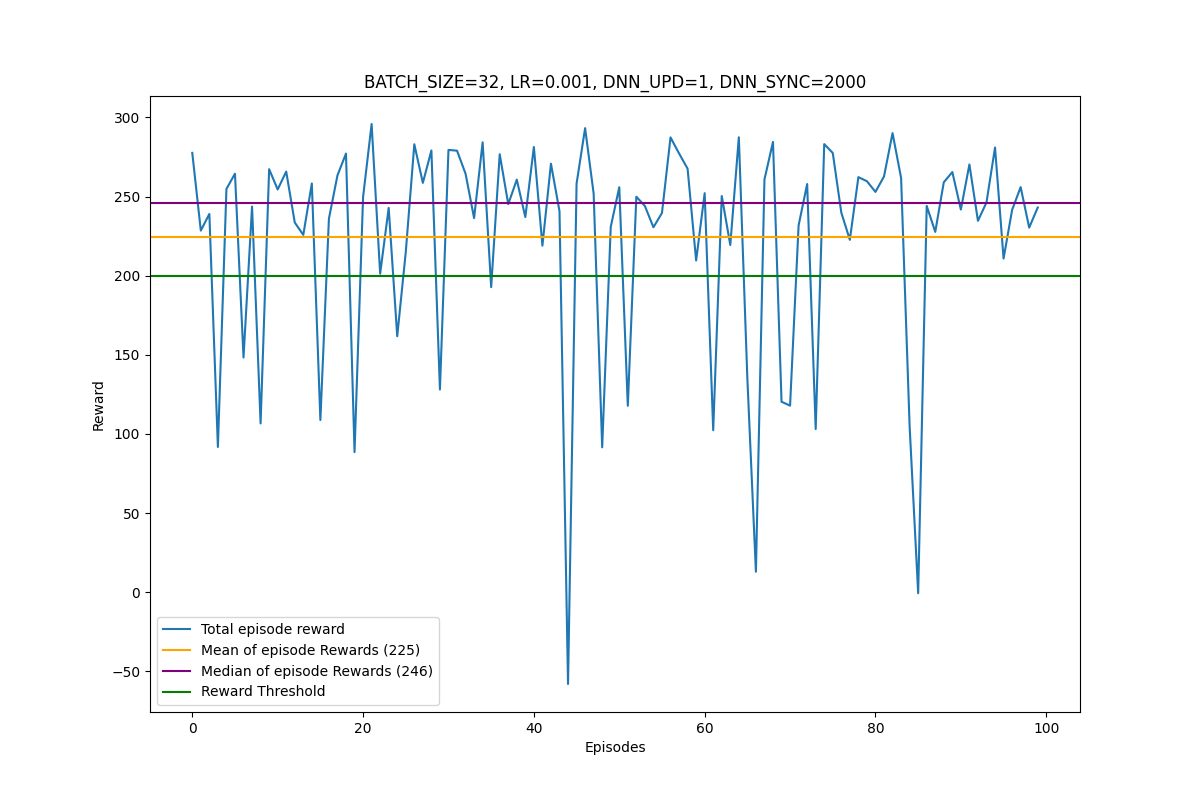 BATCH_SIZE=32, LR=0.001, DNN_UPD=1, DNN_SYNC=2000
300
250
200
150
100
50
0
−50
Reward
Total episode reward
Mean of episode Rewards (225)
Median of episode Rewards (246)
Reward Threshold
0 20 40 60 80 100
Episodes